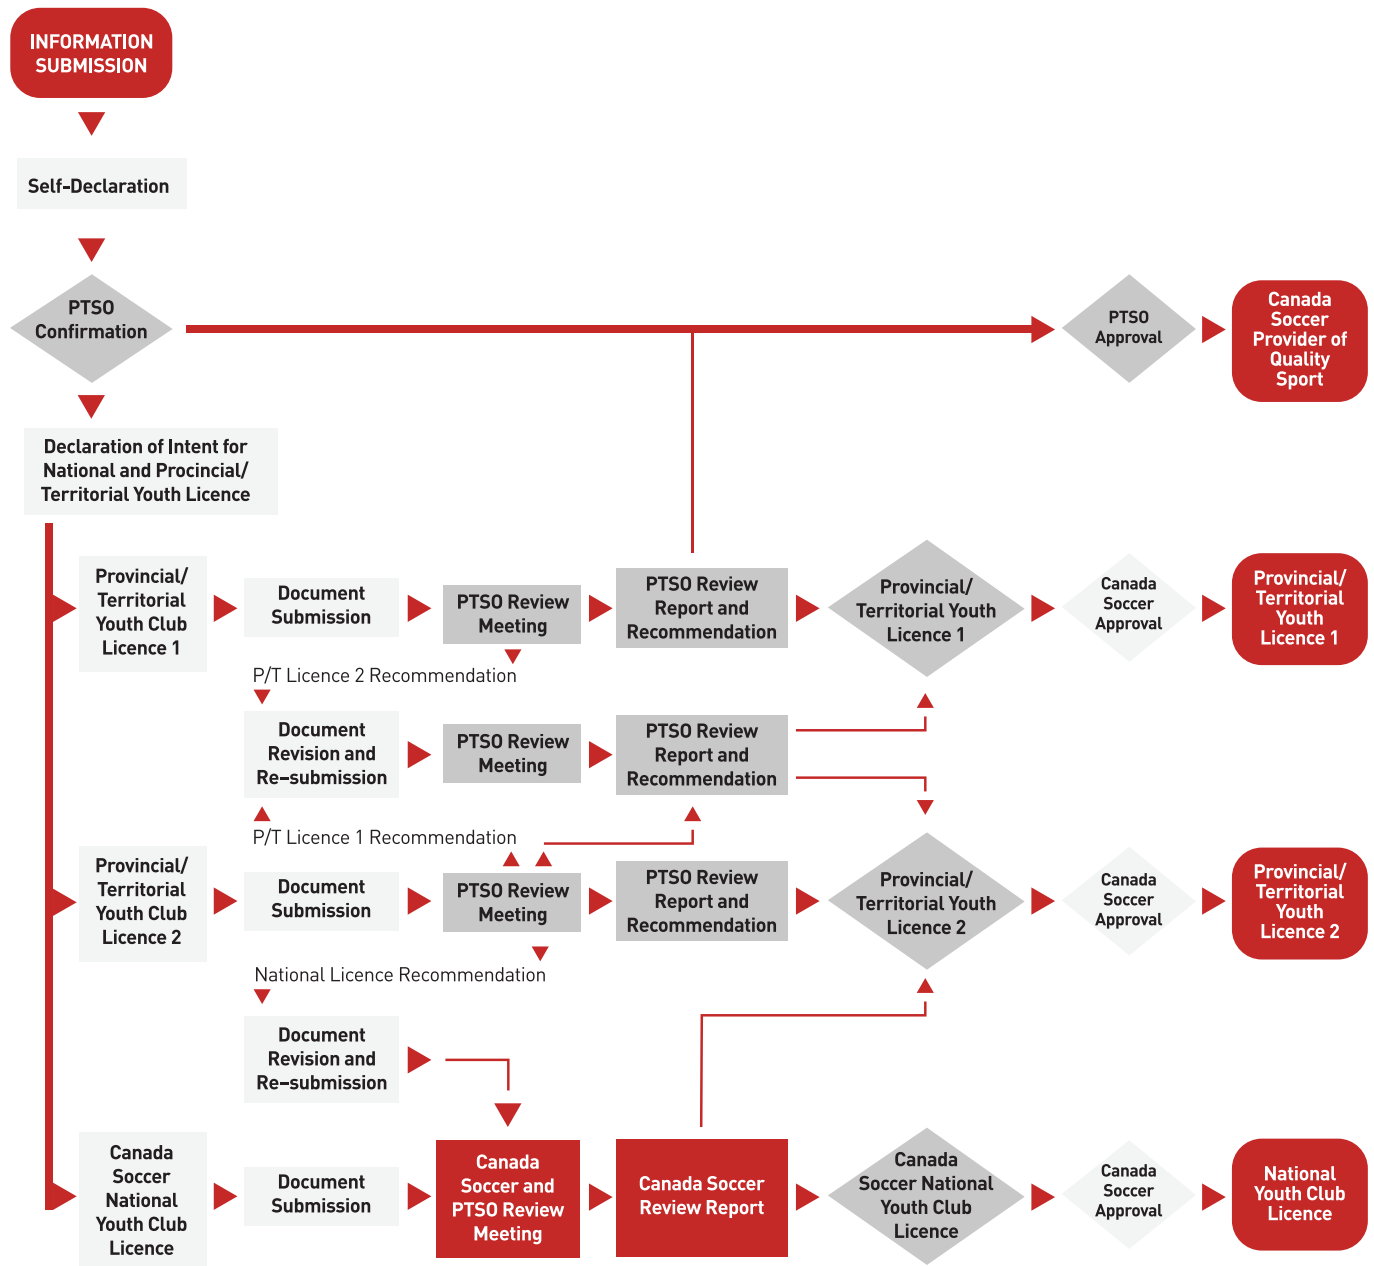 INFORMATION
SUBMISSION
Self-Declaration
PTSO
Confirmation
PTSO
Approval
Canada
Soccer
Provider of
Quality
Sport
Declaration of Intent for
National and Procincial/
Territorial Youth Licence
Provincial/
Territorial
Youth Club
Licence 1
Document
Submission
PTSO Review
Meeting
PTSO Review
Report and
Recommendation
Provincial/
Territorial Youth
Licence 1
Canada
Soccer
Approval
Provincial/
Territorial
Youth
Licence 1
P/T Licence 2 Recommendation
Document
Revision and
Re-submission
PTSO Review
Meeting
PTSO Review
Report and
Recommendation
P/T Licence 1 Recommendation
Provincial/
Territorial
Youth Club
Licence 2
Document
Submission
PTSO Review
Meeting
PTSO Review
Report and
Recommendation
Provincial/
Territorial Youth
Licence 2
Canada
Soccer
Approval
Provincial/
Territorial
Youth
Licence 2
National Licence Recommendation
Document
Revision and
Re-submission
Canada
Soccer
National
Youth Club
Licence
Document
Submission
Canada
Soccer and
PTSO Review
Meeting
Canada Soccer
Review Report
Canada
Soccer National
Youth Club
Licence
Canada
Soccer
Approval
National
Youth Club
Licence